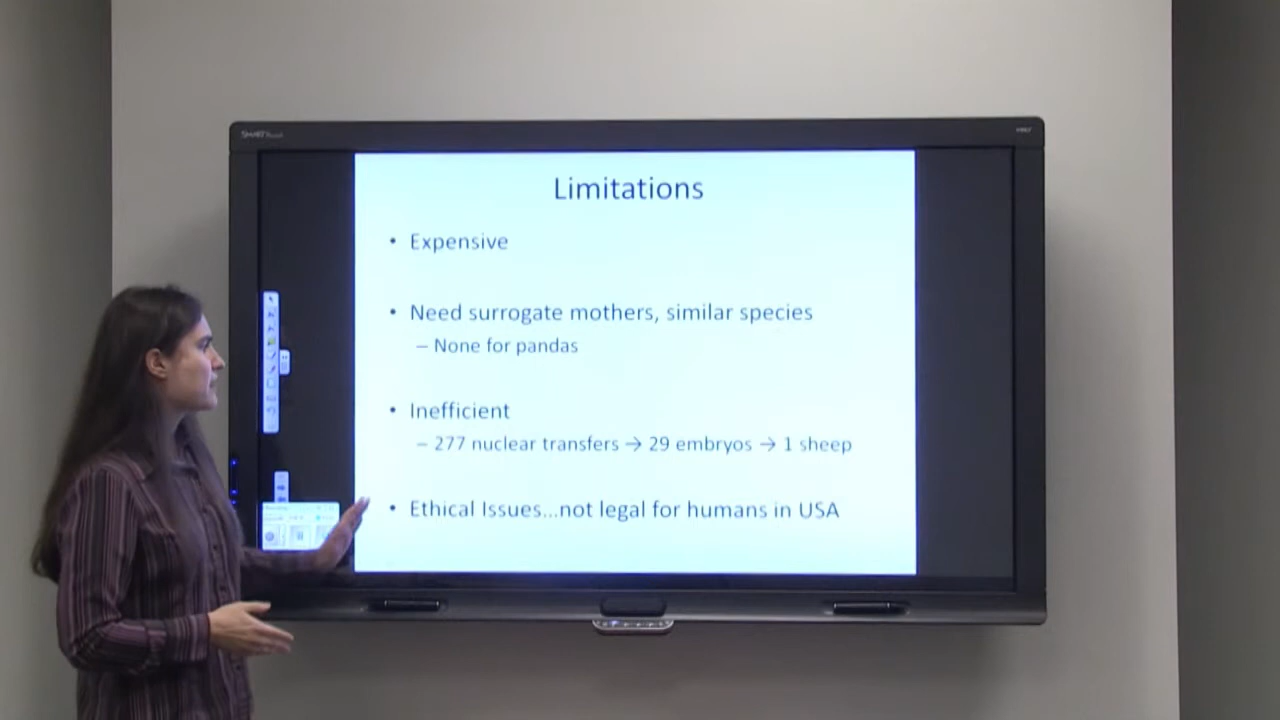 SMART
Limitations
• Expensive
• Need surrogate mothers, similar species
– None for pandas
• Inefficient
– 277 nuclear transfers → 29 embryos → 1 sheep
• Ethical Issues...not legal for humans in USA